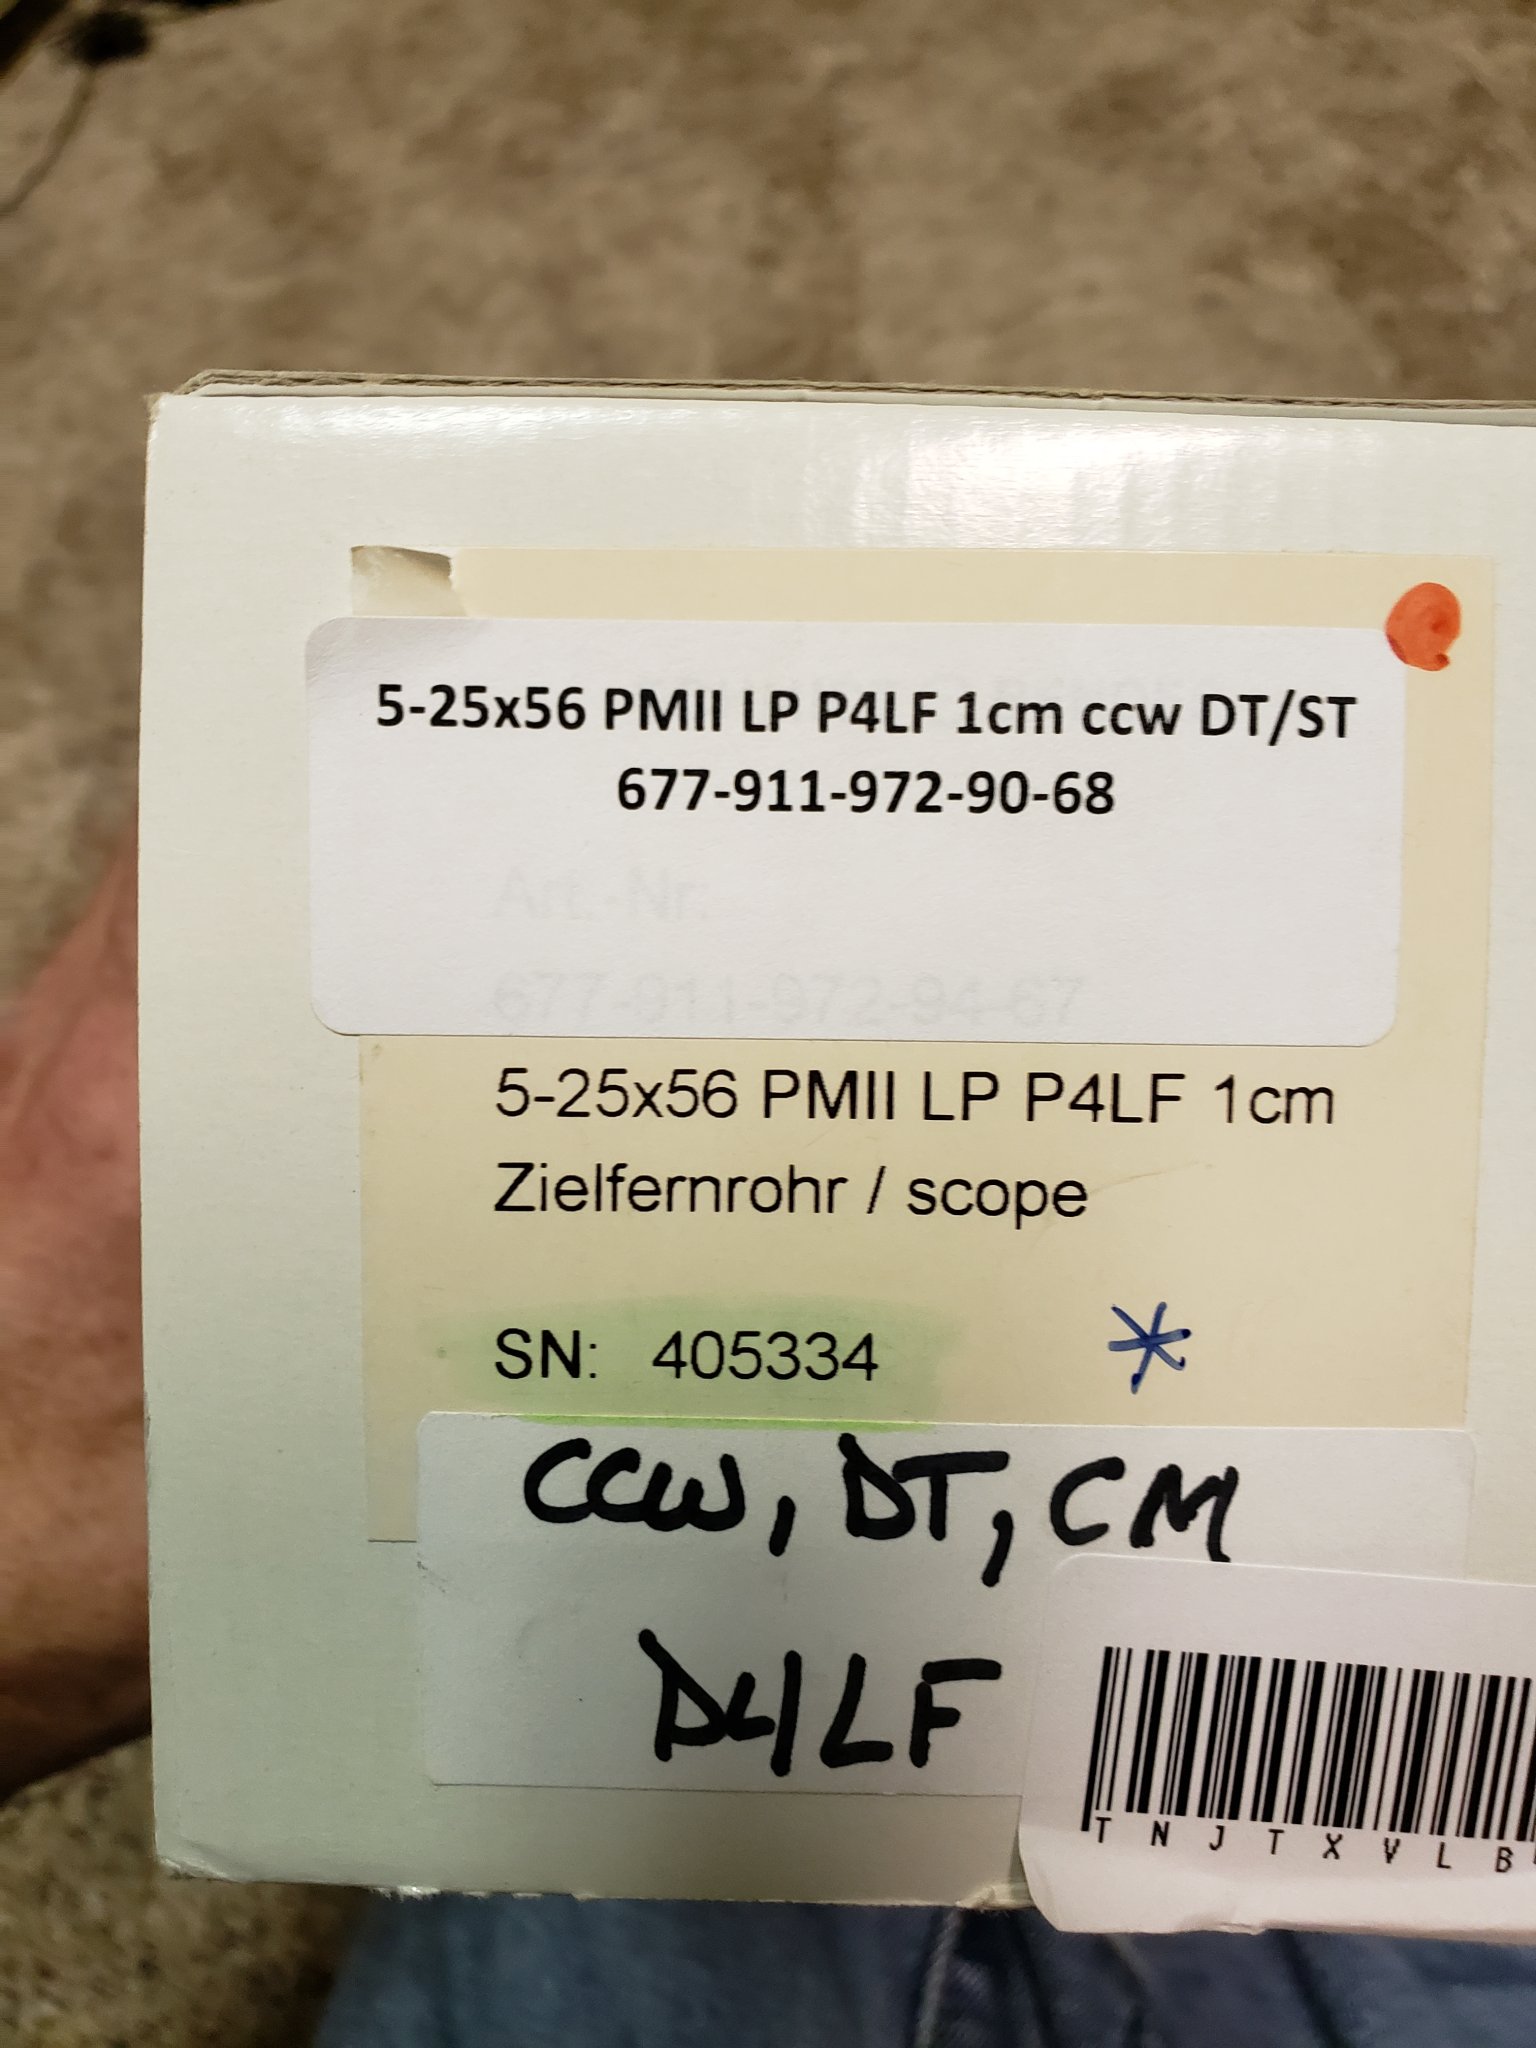 5-25x56 PMII LP P4LF 1cm ccw DT/ST
677-911-972-90-68
Art.-Nr:
677-911-972-94-67
5-25x56 PMII LP P4LF 1cm
Zielfernrohr / scope
SN: 405334 *
CCW, DT, CM
P4LF
TNJTXVLB